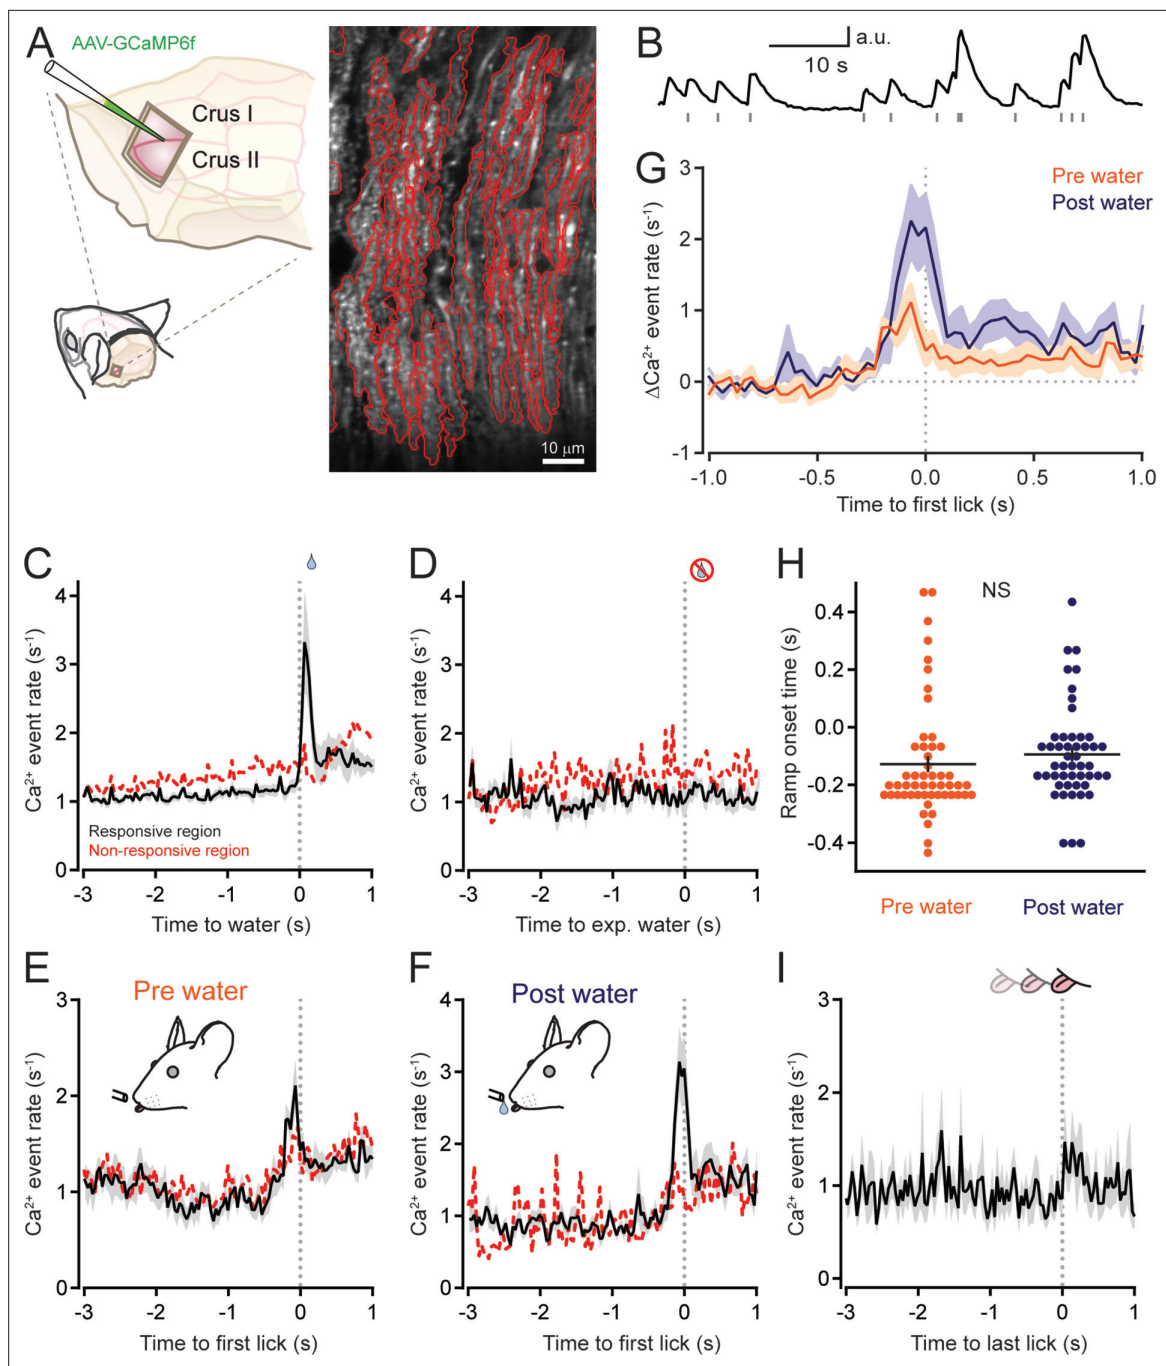 A
AAV-GCaMP6f
Crus I
Crus II
10 μm
B
a.u.
10 s
G
Pre water
Post water
3
2
1
0
-1
ΔCa²⁺ event rate (s⁻¹)
-1.0 -0.5 0.0 0.5 1.0
Time to first lick (s)
C
4
3
2
1
0
Ca²⁺ event rate (s⁻¹)
Responsive region
Non-responsive region
-3 -2 -1 0 1
Time to water (s)
D
4
3
2
1
0
Ca²⁺ event rate (s⁻¹)
-3 -2 -1 0 1
Time to exp. water (s)
H
NS
0.4
0.2
0.0
-0.2
-0.4
Ramp onset time (s)
Pre water Post water
E
Pre water
3
2
1
0
Ca²⁺ event rate (s⁻¹)
-3 -2 -1 0 1
Time to first lick (s)
F
Post water
4
3
2
1
0
Ca²⁺ event rate (s⁻¹)
-3 -2 -1 0 1
Time to first lick (s)
I
3
2
1
0
Ca²⁺ event rate (s⁻¹)
-3 -2 -1 0 1
Time to last lick (s)